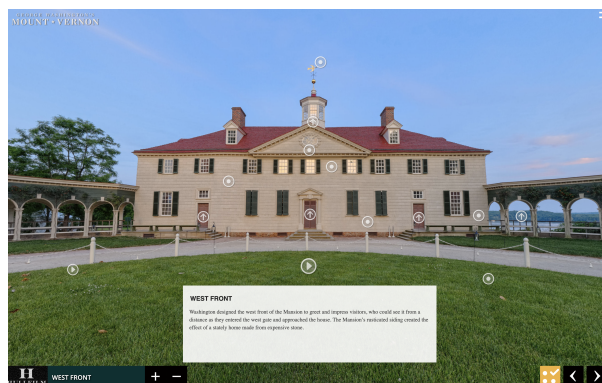 MOUNT★VERNON
WEST FRONT
Washington designed the west front of the Mansion to greet and impress visitors, who could see it from a
distance as they entered the west gate and approached the house. The Mansion's rusticated siding created the
effect of a stately home made from expensive stone.
H
WEST FRONT
+ −